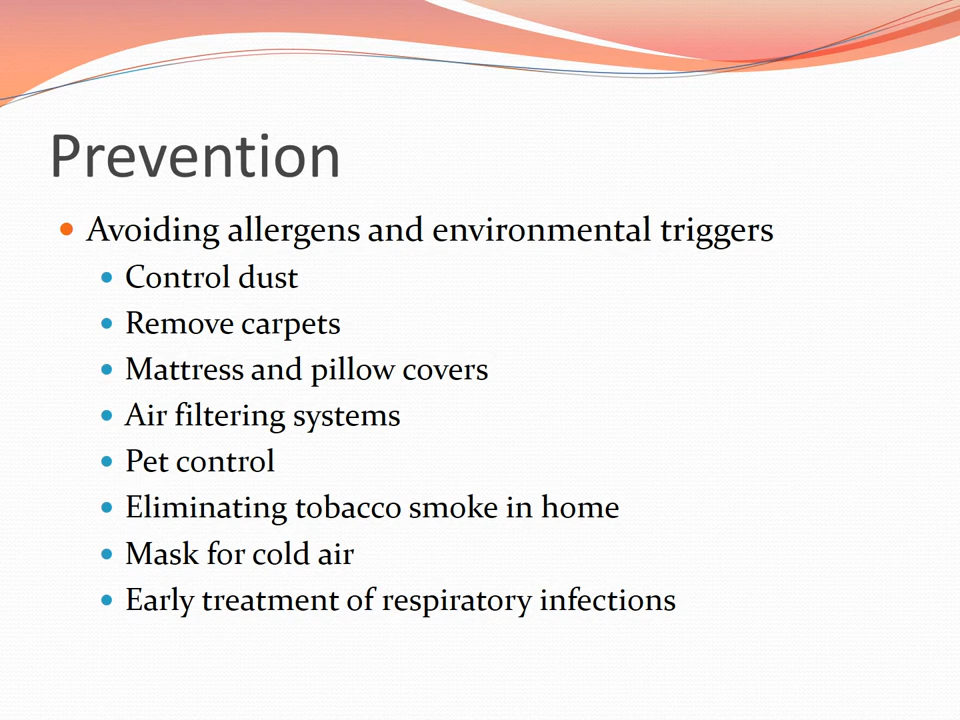 Prevention
Avoiding allergens and environmental triggers
Control dust
Remove carpets
Mattress and pillow covers
Air filtering systems
Pet control
Eliminating tobacco smoke in home
Mask for cold air
Early treatment of respiratory infections